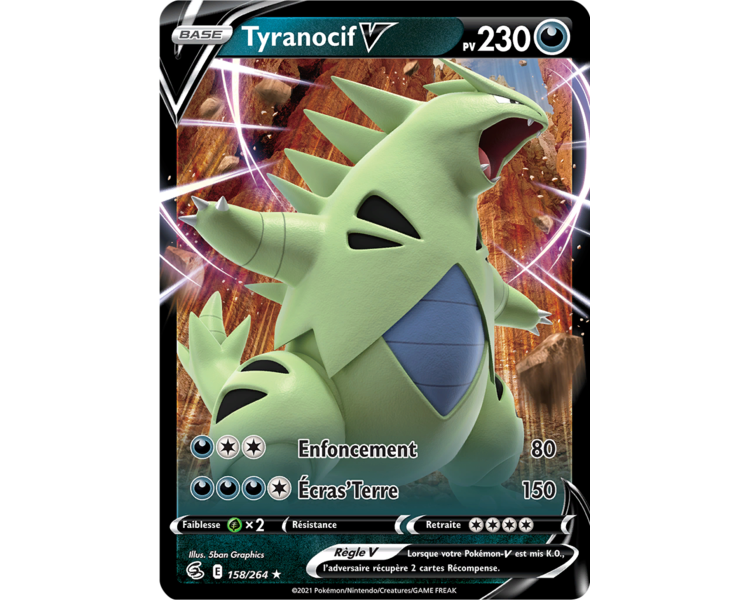 BASE Tyranocif V PV 230
Enfoncement 80
Écras'Terre 150
Faiblesse ×2 Résistance Retraite
Illus. 5ban Graphics
Règle V Lorsque votre Pokémon-V est mis K.O.,
l'adversaire récupère 2 cartes Récompense.
E 158/264 ★
©2021 Pokémon/Nintendo/Creatures/GAME FREAK